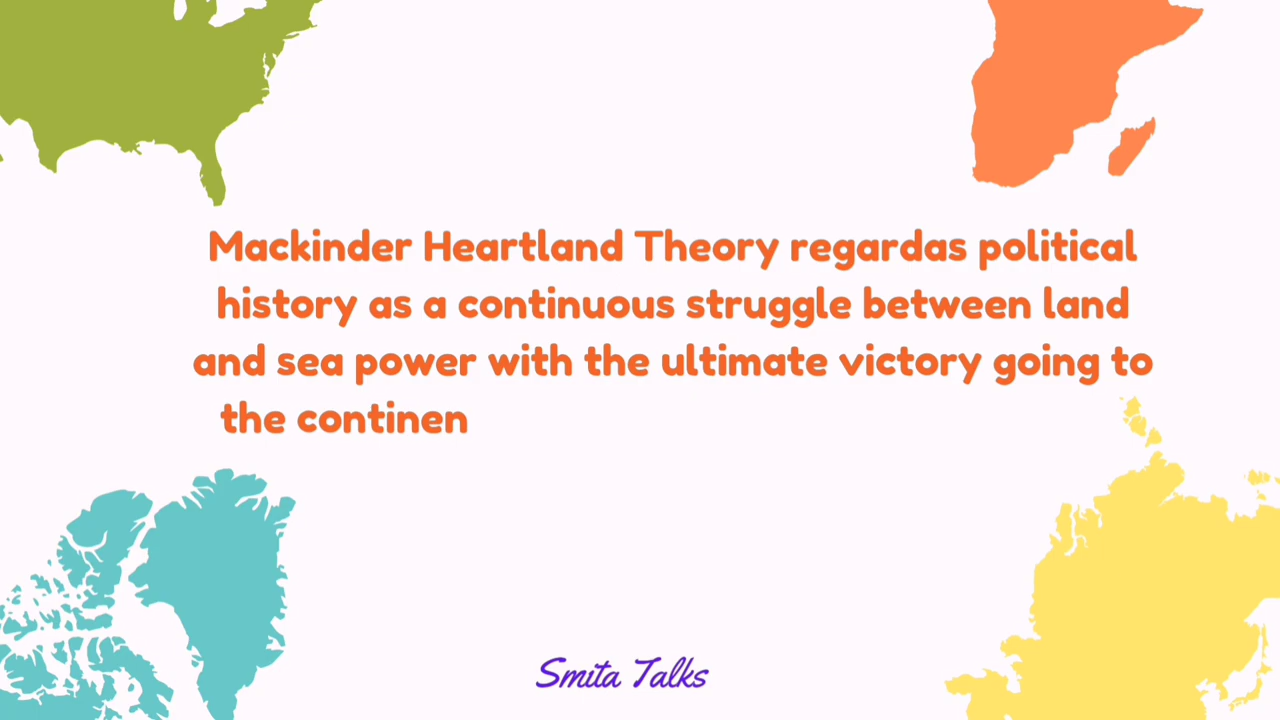 Mackinder Heartland Theory regardas political
history as a continuous struggle between land
and sea power with the ultimate victory going to
the continen
Smita Talks